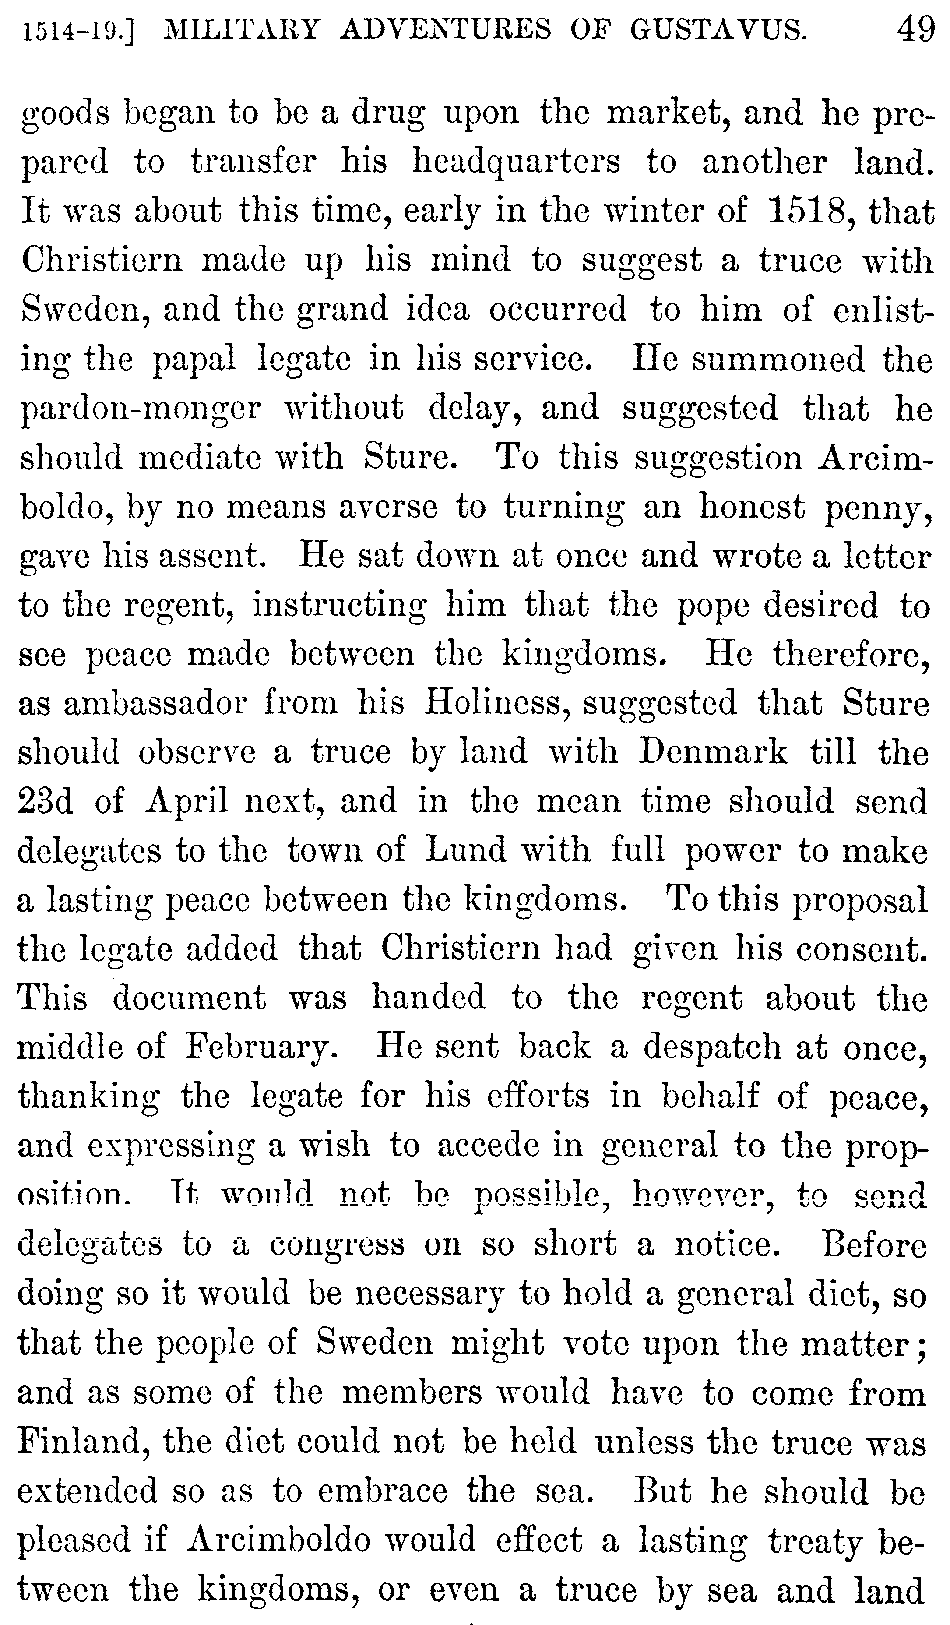 1514-19.] MILITARY ADVENTURES OF GUSTAVUS. 49
goods began to be a drug upon the market, and he pre-
pared to transfer his headquarters to another land.
It was about this time, early in the winter of 1518, that
Christiern made up his mind to suggest a truce with
Sweden, and the grand idea occurred to him of enlist-
ing the papal legate in his service. He summoned the
pardon-monger without delay, and suggested that he
should mediate with Sture. To this suggestion Arcim-
boldo, by no means averse to turning an honest penny,
gave his assent. He sat down at once and wrote a letter
to the regent, instructing him that the pope desired to
see peace made between the kingdoms. He therefore,
as ambassador from his Holiness, suggested that Sture
should observe a truce by land with Denmark till the
23d of April next, and in the mean time should send
delegates to the town of Lund with full power to make
a lasting peace between the kingdoms. To this proposal
the legate added that Christiern had given his consent.
This document was handed to the regent about the
middle of February. He sent back a despatch at once,
thanking the legate for his efforts in behalf of peace,
and expressing a wish to accede in general to the prop-
osition. It would not be possible, however, to send
delegates to a congress on so short a notice. Before
doing so it would be necessary to hold a general diet, so
that the people of Sweden might vote upon the matter;
and as some of the members would have to come from
Finland, the diet could not be held unless the truce was
extended so as to embrace the sea. But he should be
pleased if Arcimboldo would effect a lasting treaty be-
tween the kingdoms, or even a truce by sea and land